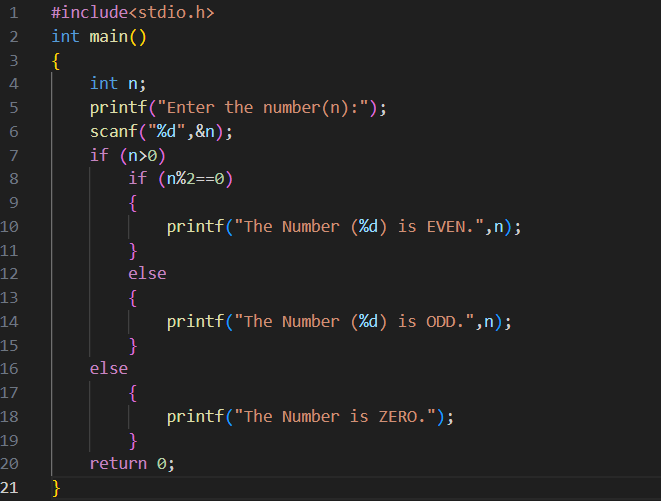 1 #include<stdio.h>
2 int main()
3 {
4     int n;
5     printf("Enter the number(n):");
6     scanf("%d",&n);
7     if (n>0)
8         if (n%2==0)
9         {
10             printf("The Number (%d) is EVEN.",n);
11         }
12         else
13         {
14             printf("The Number (%d) is ODD.",n);
15         }
16     else
17         {
18             printf("The Number is ZERO.");
19         }
20     return 0;
21 }